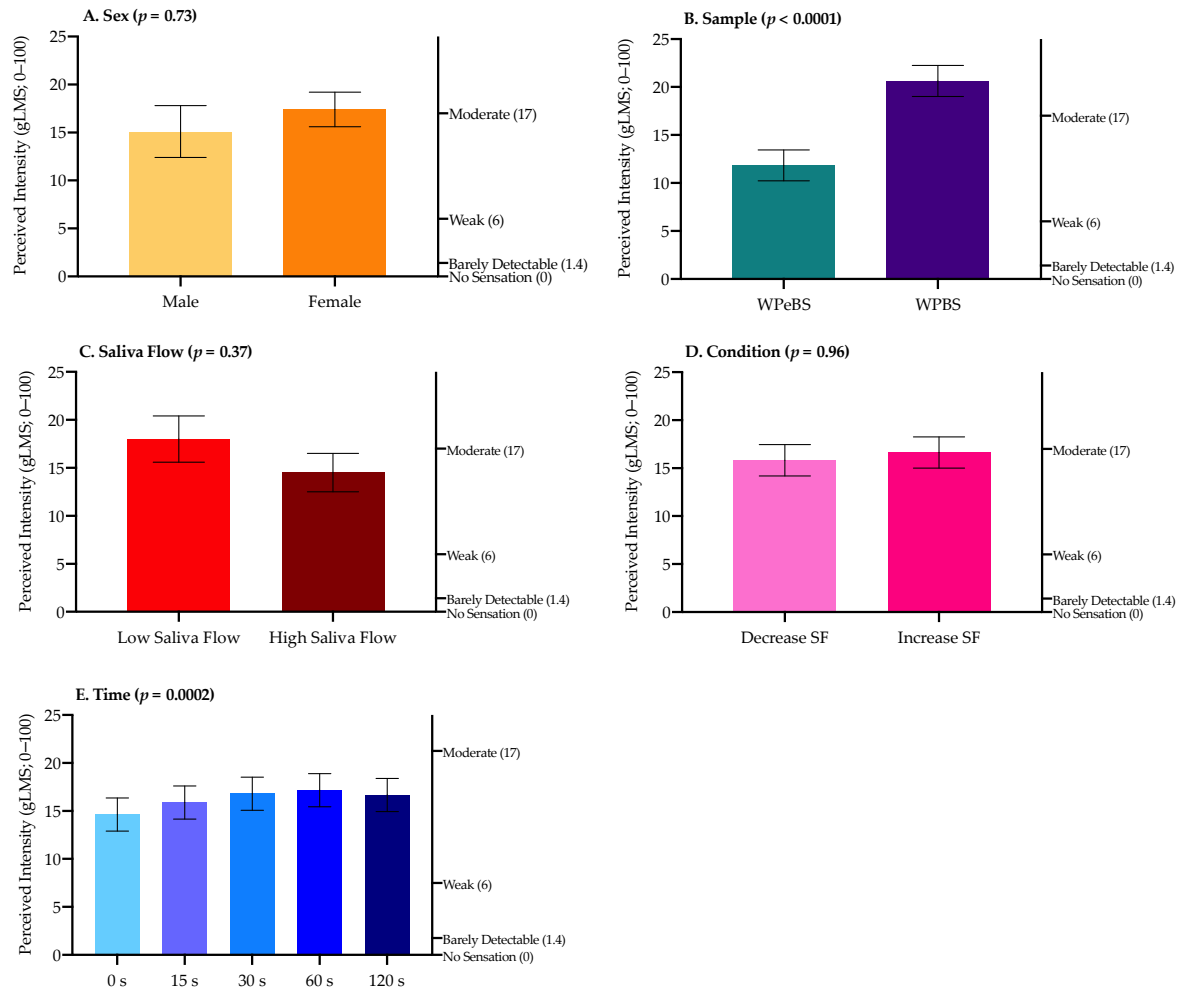 A. Sex (p = 0.73)
Perceived Intensity (gLMS; 0–100)
25
20
15
10
5
0
Male
Female
Moderate (17)
Weak (6)
Barely Detectable (1.4)
No Sensation (0)
B. Sample (p < 0.0001)
Perceived Intensity (gLMS; 0–100)
25
20
15
10
5
0
WPeBS
WPBS
Moderate (17)
Weak (6)
Barely Detectable (1.4)
No Sensation (0)
C. Saliva Flow (p = 0.37)
Perceived Intensity (gLMS; 0–100)
25
20
15
10
5
0
Low Saliva Flow
High Saliva Flow
Moderate (17)
Weak (6)
Barely Detectable (1.4)
No Sensation (0)
D. Condition (p = 0.96)
Perceived Intensity (gLMS; 0–100)
25
20
15
10
5
0
Decrease SF
Increase SF
Moderate (17)
Weak (6)
Barely Detectable (1.4)
No Sensation (0)
E. Time (p = 0.0002)
Perceived Intensity (gLMS; 0–100)
25
20
15
10
5
0
0 s
15 s
30 s
60 s
120 s
Moderate (17)
Weak (6)
Barely Detectable (1.4)
No Sensation (0)